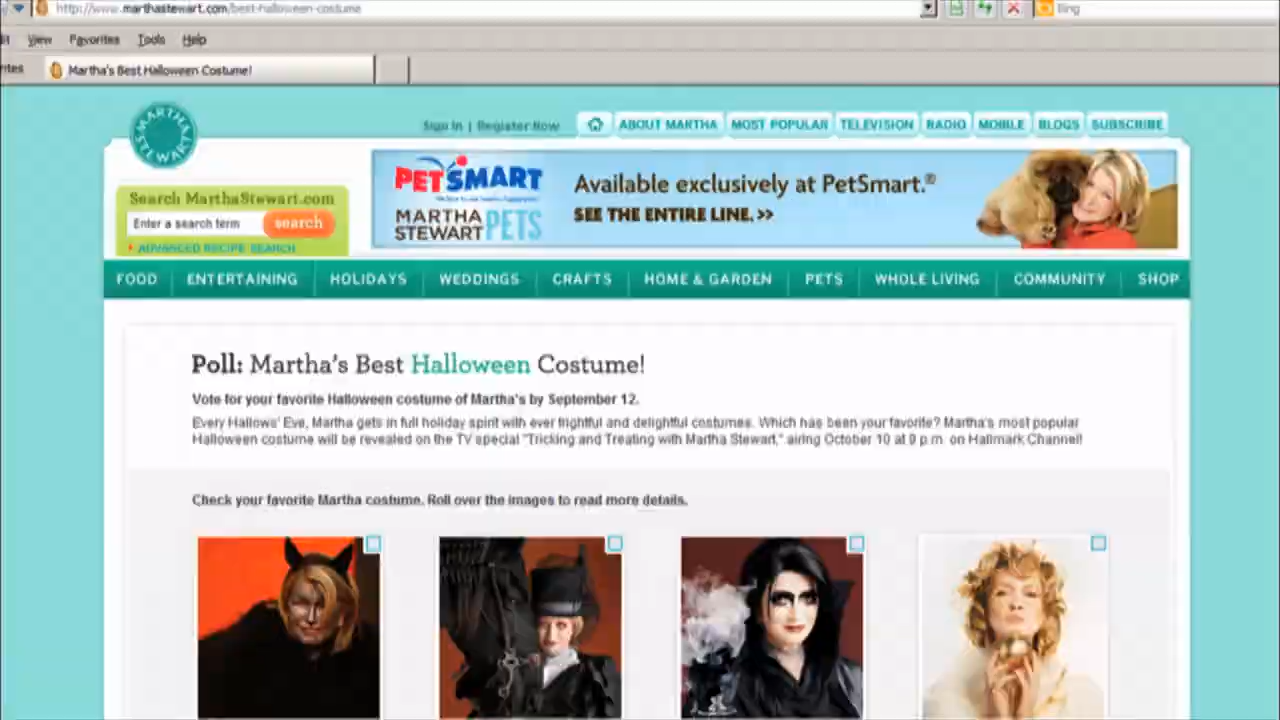 http://www.marthastewart.com/best-halloween-costume
Bing
View Favorites Tools Help
Martha's Best Halloween Costume!
MARTHA STEWART
Sign In | Register Now
ABOUT MARTHA MOST POPULAR TELEVISION RADIO MOBILE BLOGS SUBSCRIBE
Search MarthaStewart.com
Enter a search term search
ADVANCED RECIPE SEARCH
PETSMART
MARTHA STEWART PETS
Available exclusively at PetSmart.®
SEE THE ENTIRE LINE. >>
FOOD ENTERTAINING HOLIDAYS WEDDINGS CRAFTS HOME & GARDEN PETS WHOLE LIVING COMMUNITY SHOP
Poll: Martha's Best Halloween Costume!
Vote for your favorite Halloween costume of Martha's by September 12.
Every Hallows' Eve, Martha gets in full holiday spirit with ever frightful and delightful costumes. Which has been your favorite? Martha's most popular
Halloween costume will be revealed on the TV special "Tricking and Treating with Martha Stewart," airing October 10 at 9 p.m. on Hallmark Channel!
Check your favorite Martha costume. Roll over the images to read more details.